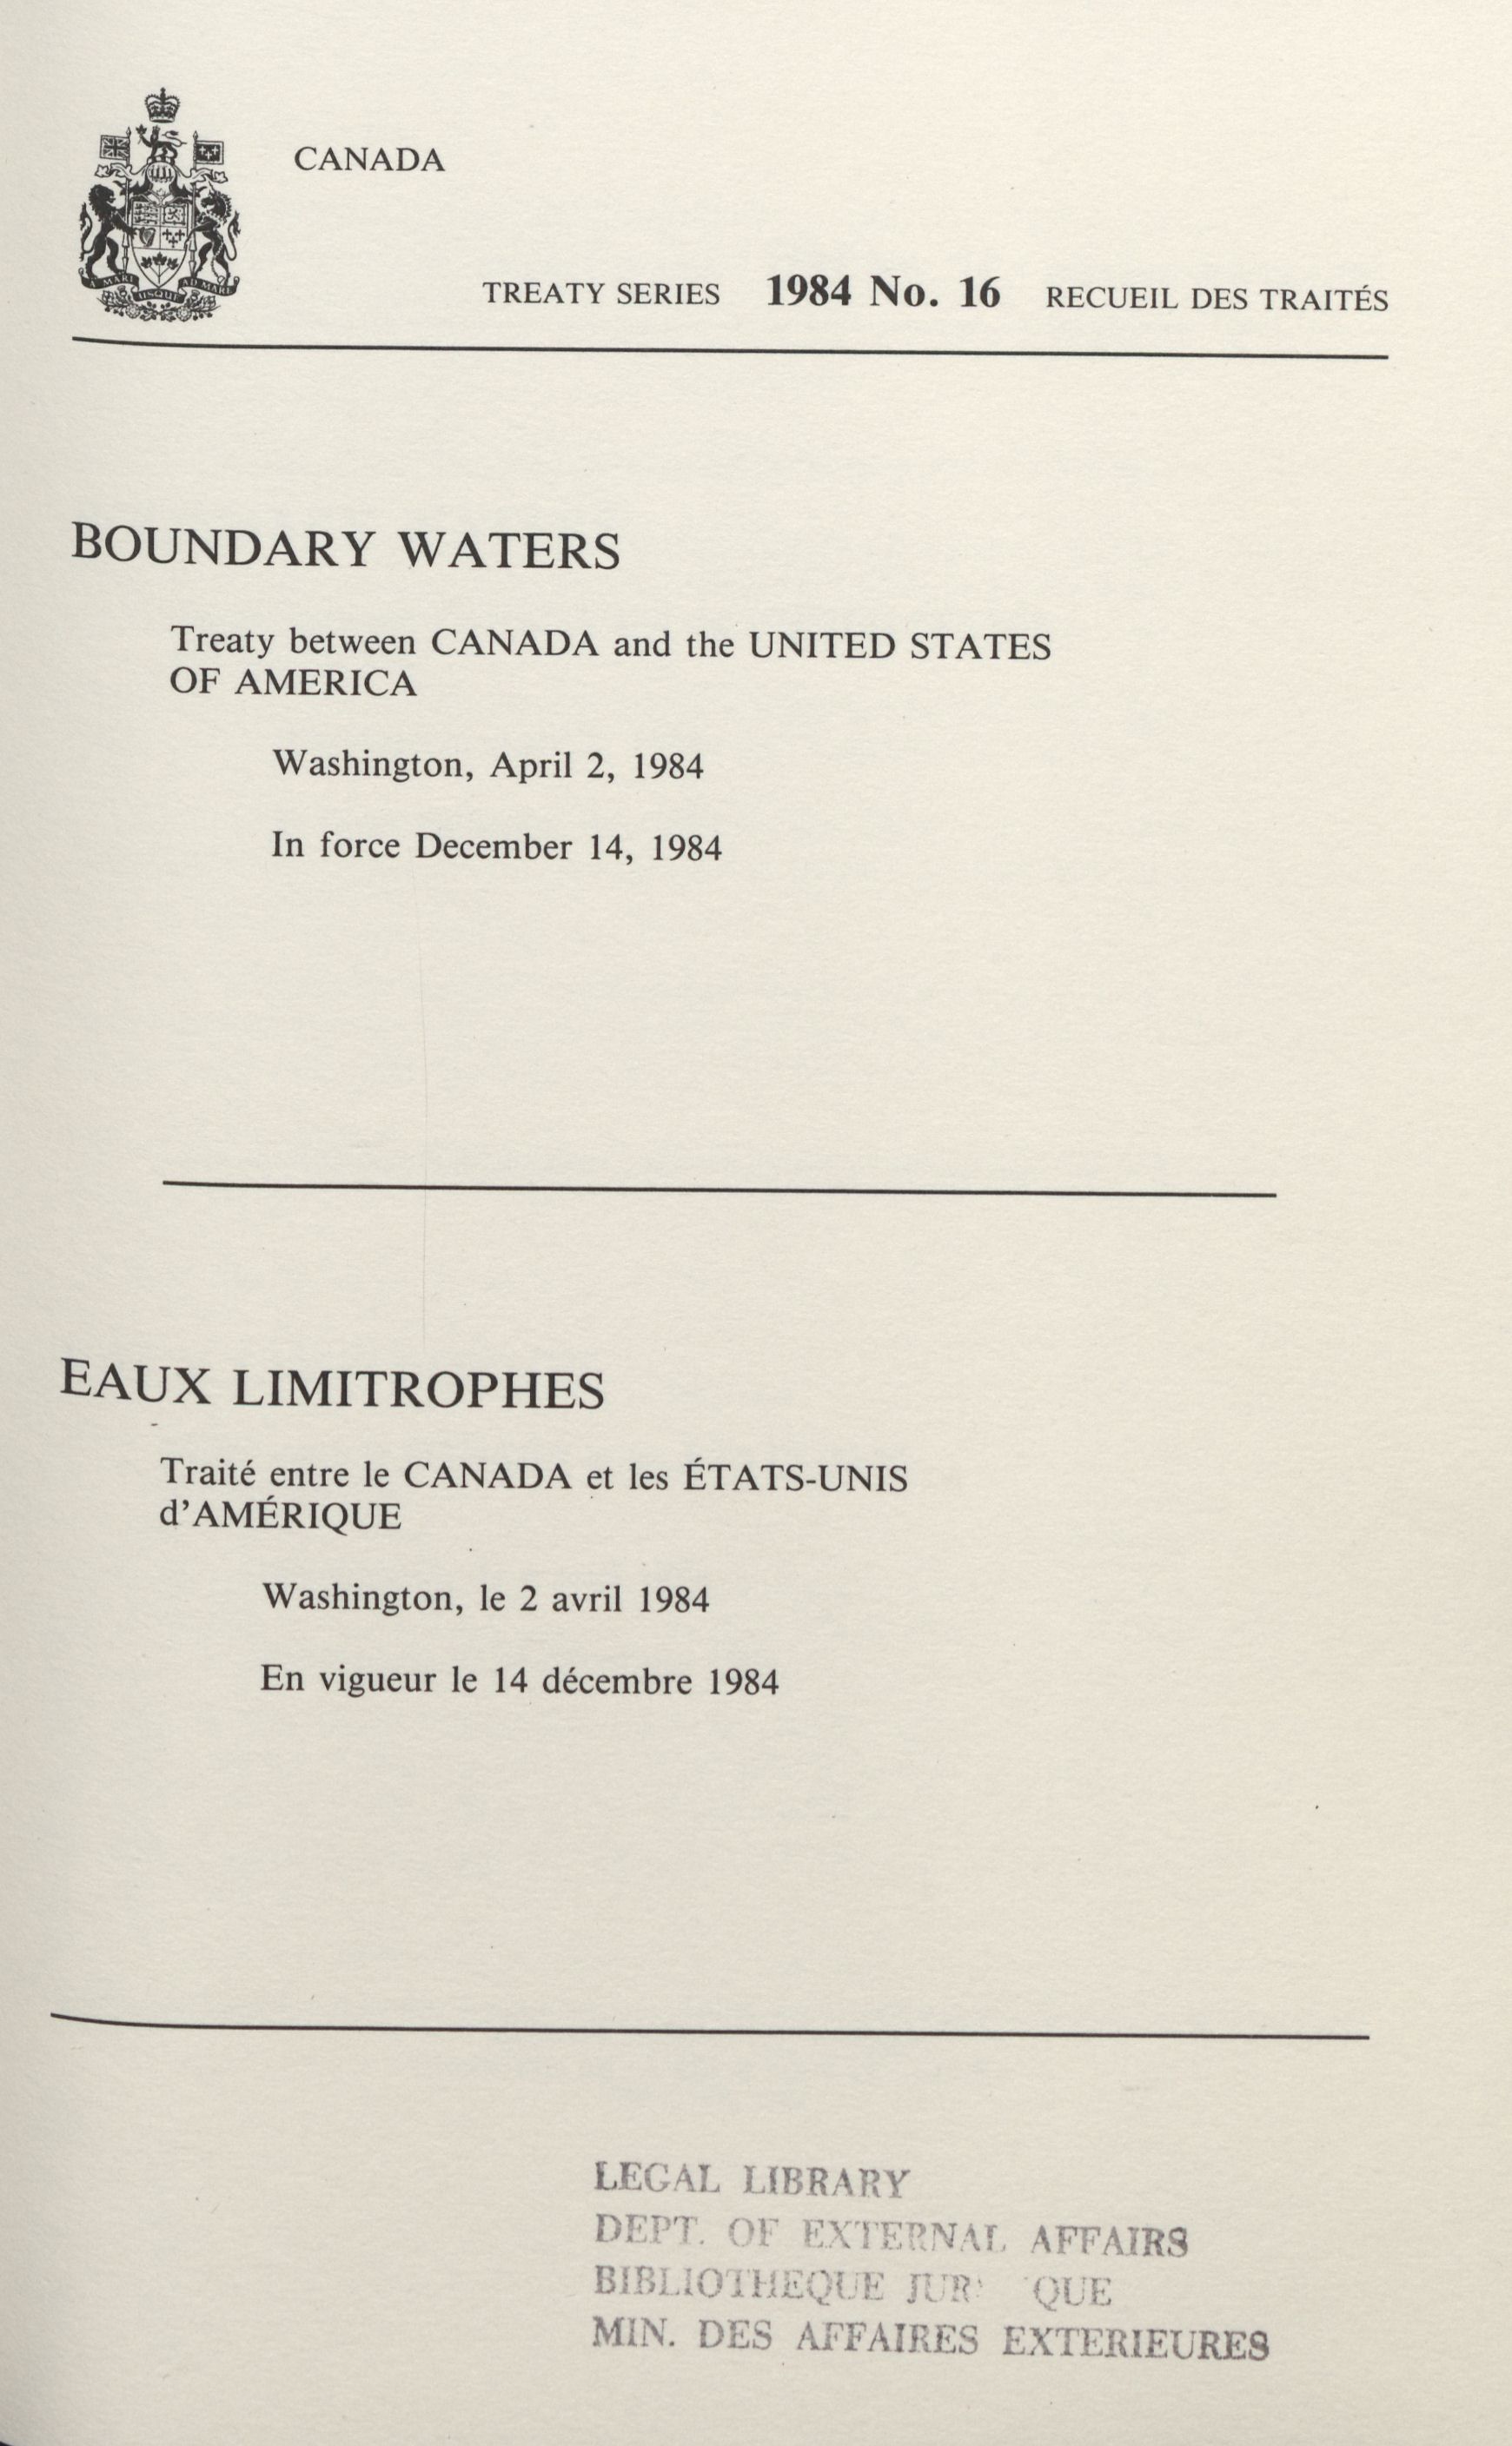 CANADA
TREATY SERIES 1984 No. 16 RECUEIL DES TRAITÉS
BOUNDARY WATERS
Treaty between CANADA and the UNITED STATES
OF AMERICA
Washington, April 2, 1984
In force December 14, 1984
EAUX LIMITROPHES
Traité entre le CANADA et les ÉTATS-UNIS
d'AMÉRIQUE
Washington, le 2 avril 1984
En vigueur le 14 décembre 1984
LEGAL LIBRARY
DEPT. OF EXTERNAL AFFAIRS
BIBLIOTHEQUE
MIN. DES AFFAIRES EXTERIEURES